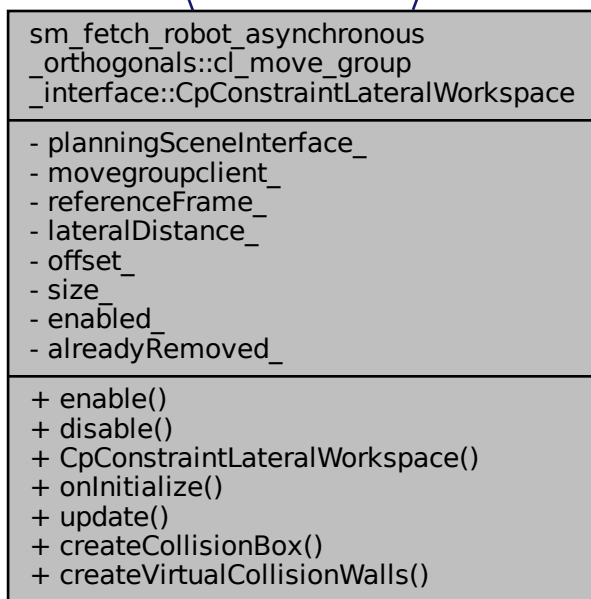 sm_fetch_robot_asynchronous
_orthogonals::cl_move_group
_interface::CpConstraintLateralWorkspace
- planningSceneInterface_
- movegroupclient_
- referenceFrame_
- lateralDistance_
- offset_
- size_
- enabled_
- alreadyRemoved_
+ enable()
+ disable()
+ CpConstraintLateralWorkspace()
+ onInitialize()
+ update()
+ createCollisionBox()
+ createVirtualCollisionWalls()